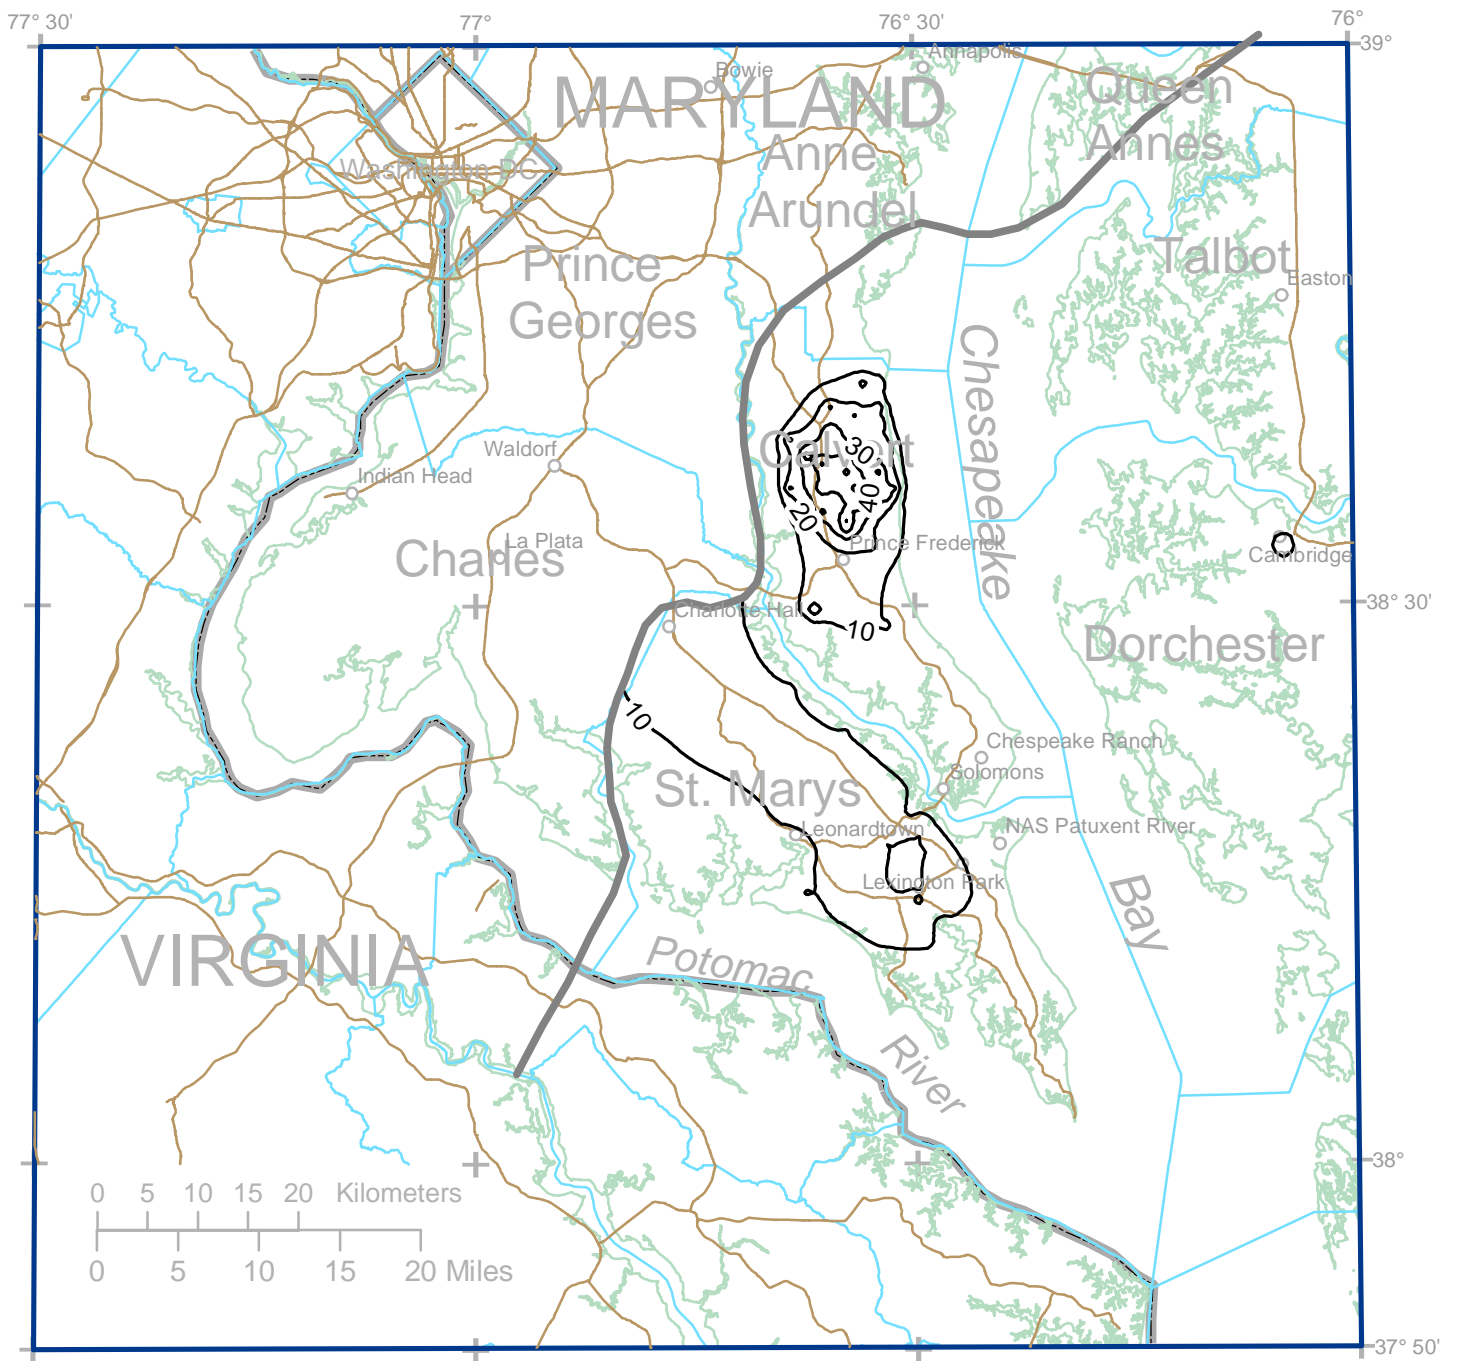 77° 30'
77°
76° 30'
76°
39°
Annapolis
Bowie
MARYLAND
Queen
Annes
Anne
Arundel
Washington DC
Prince
Georges
Talbot
Easton
Chesapeake
30
Calvert
Waldorf
Indian Head
40
20
La Plata
Charles
Prince Frederick
Cambridge
38° 30'
Charlotte Hall
10
Dorchester
10
Chespeake Ranch
Solomons
St. Marys
Leonardtown
NAS Patuxent River
Lexington Park
Bay
VIRGINIA
Potomac
River
38°
0 5 10 15 20 Kilometers
0 5 10 15 20 Miles
37° 50'